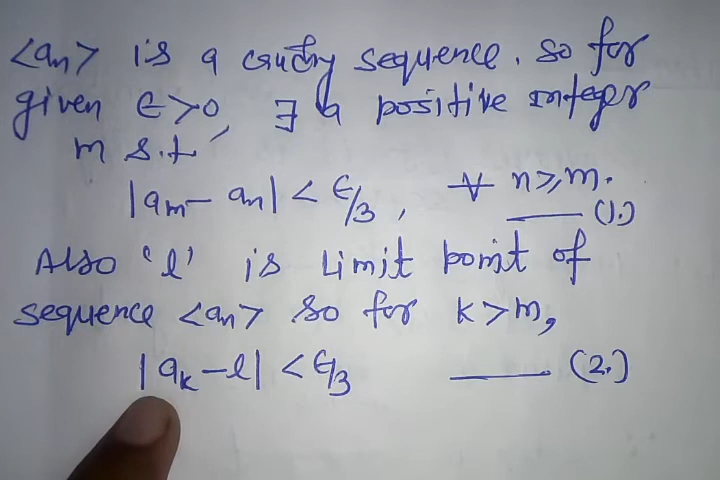 <an> is a cauchy sequence. so for
given ϵ>0, ∃ a positive integer
m s.t.
|am - an| < ϵ/3, ∀ n≥m.
——— (1.)
Also 'l' is limit point of
sequence <an> so for k>m,
|ak-l| < ϵ/3 ——— (2.)